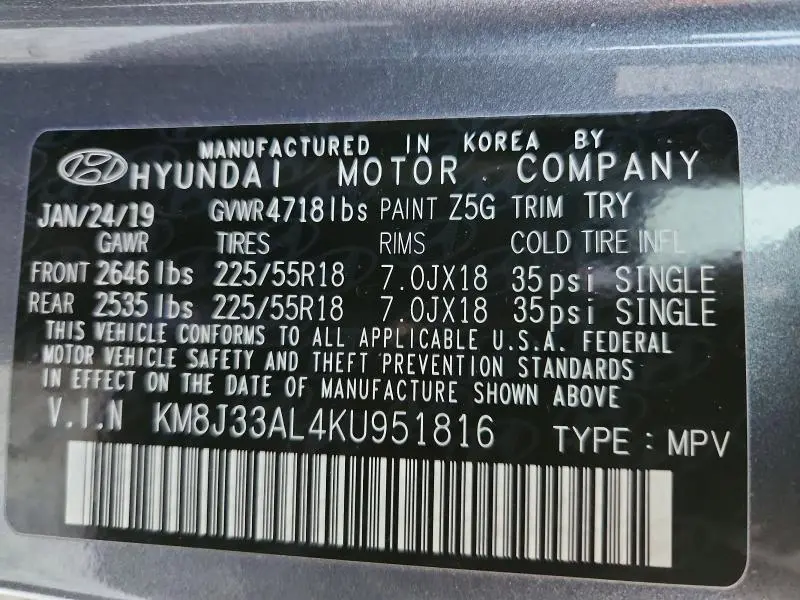 MANUFACTURED IN KOREA BY
HYUNDAI MOTOR COMPANY
JAN/24/19 GVWR4718lbs PAINT Z5G TRIM TRY
GAWR TIRES RIMS COLD TIRE INFL
FRONT 2646lbs 225/55R18 7.0JX18 35psi SINGLE
REAR 2535lbs 225/55R18 7.0JX18 35psi SINGLE
THIS VEHICLE CONFORMS TO ALL APPLICABLE U.S.A. FEDERAL
MOTOR VEHICLE SAFETY AND THEFT PREVENTION STANDARDS
IN EFFECT ON THE DATE OF MANUFACTURE SHOWN ABOVE
V.I.N KM8J33AL4KU951816 TYPE : MPV